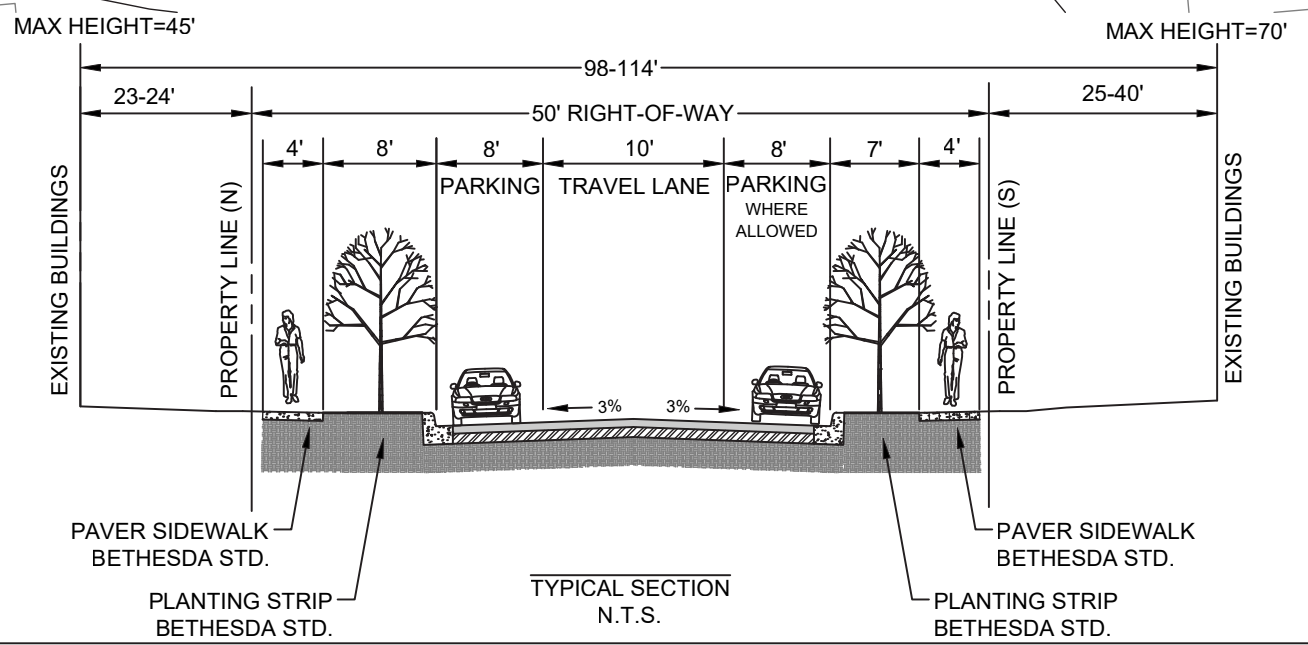 MAX HEIGHT=45'
MAX HEIGHT=70'
98-114'
23-24'
50' RIGHT-OF-WAY
25-40'
4'
8'
8'
10'
8'
7'
4'
PARKING
TRAVEL LANE
PARKING
WHERE
ALLOWED
EXISTING BUILDINGS
PROPERTY LINE (N)
PROPERTY LINE (S)
EXISTING BUILDINGS
3%
3%
PAVER SIDEWALK
BETHESDA STD.
PAVER SIDEWALK
BETHESDA STD.
PLANTING STRIP
BETHESDA STD.
TYPICAL SECTION
N.T.S.
PLANTING STRIP
BETHESDA STD.